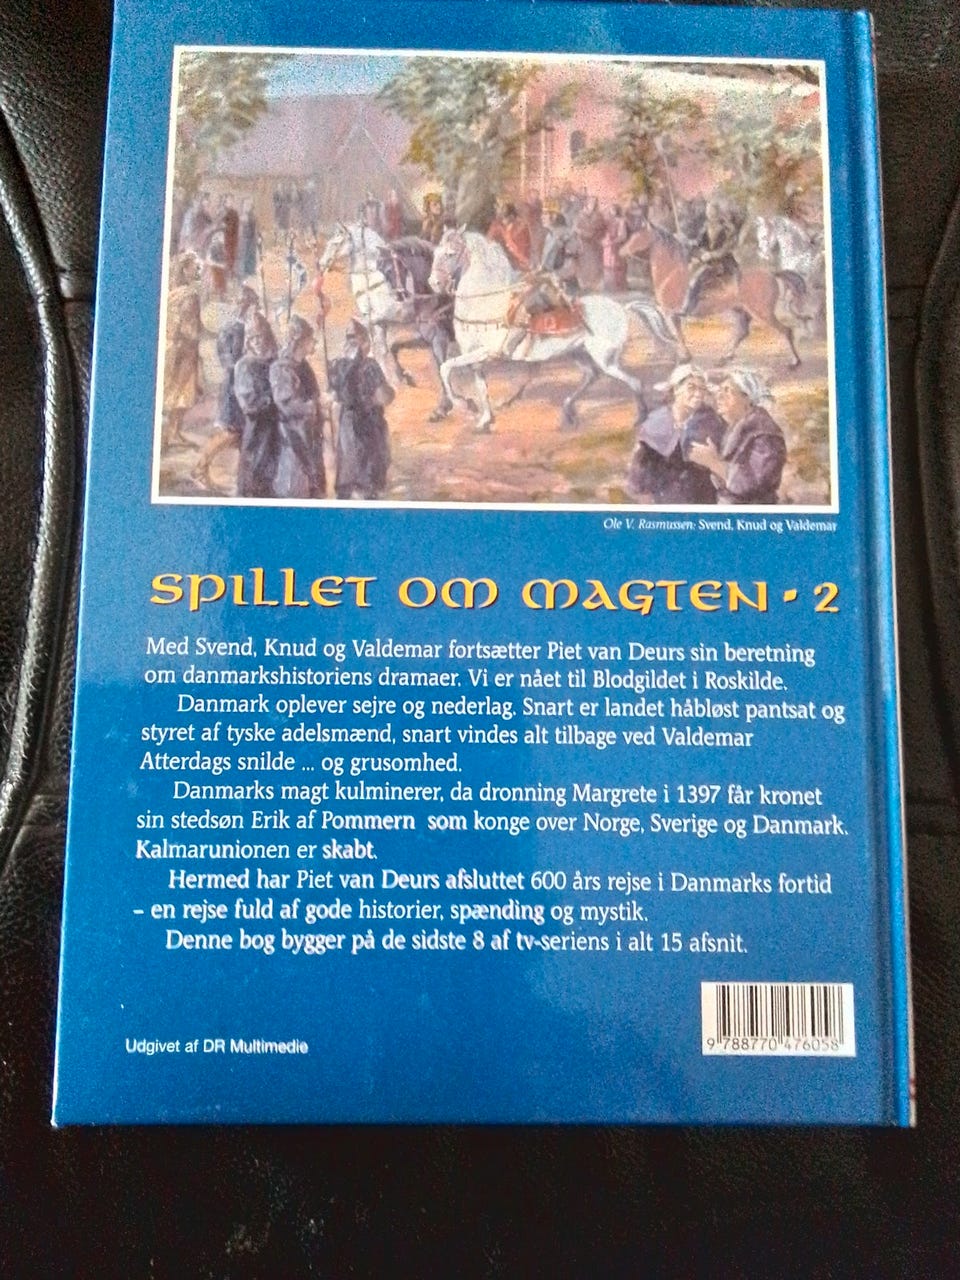 Ole V. Rasmussen: Svend, Knud og Valdemar
SPILLET OM MAGTEN · 2
Med Svend, Knud og Valdemar fortsætter Piet van Deurs sin beretning
om danmarkshistoriens dramaer. Vi er nået til Blodgildet i Roskilde.
Danmark oplever sejre og nederlag. Snart er landet håbløst pantsat og
styret af tyske adelsmænd, snart vindes alt tilbage ved Valdemar
Atterdags snilde ... og grusomhed.
Danmarks magt kulminerer, da dronning Margrete i 1397 får kronet
sin stedsøn Erik af Pommern som konge over Norge, Sverige og Danmark.
Kalmarunionen er skabt.
Hermed har Piet van Deurs afsluttet 600 års rejse i Danmarks fortid
– en rejse fuld af gode historier, spænding og mystik.
Denne bog bygger på de sidste 8 af tv-seriens i alt 15 afsnit.
Udgivet af DR Multimedie
9 788770 476058